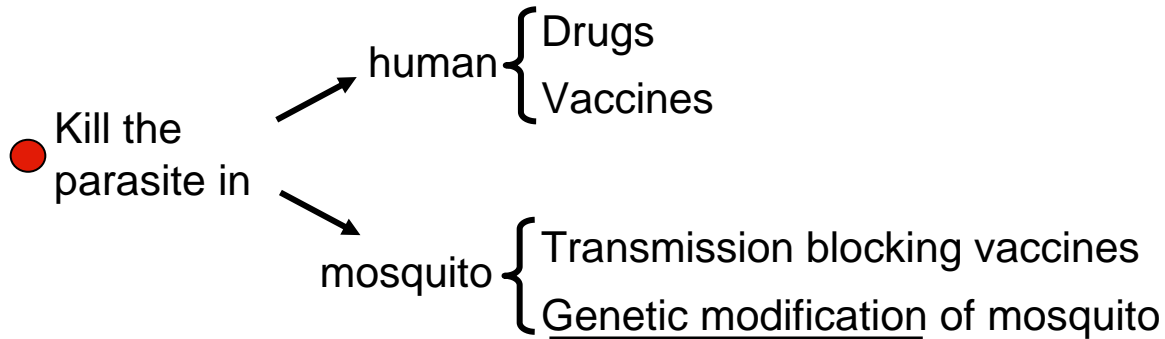 Kill the
parasite in
human
Drugs
Vaccines
mosquito
Transmission blocking vaccines
Genetic modification of mosquito